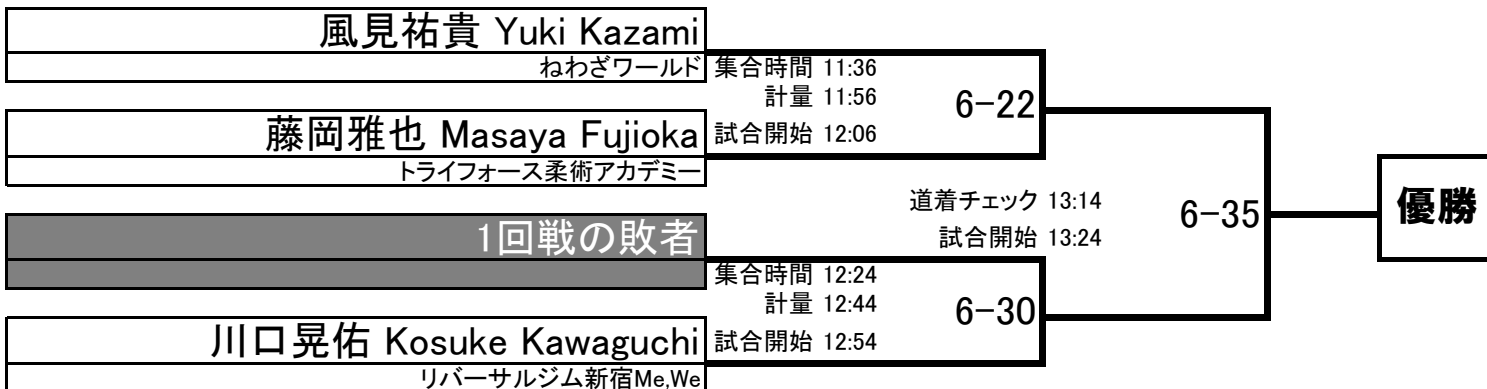 風見祐貴 Yuki Kazami
ねわざワールド
集合時間 11:36
計量 11:56
6-22
藤岡雅也 Masaya Fujioka
試合開始 12:06
トライフォース柔術アカデミー
道着チェック 13:14
6-35
優勝
1回戦の敗者
試合開始 13:24
集合時間 12:24
計量 12:44
6-30
川口晃佑 Kosuke Kawaguchi
試合開始 12:54
リバーサルジム新宿Me,We